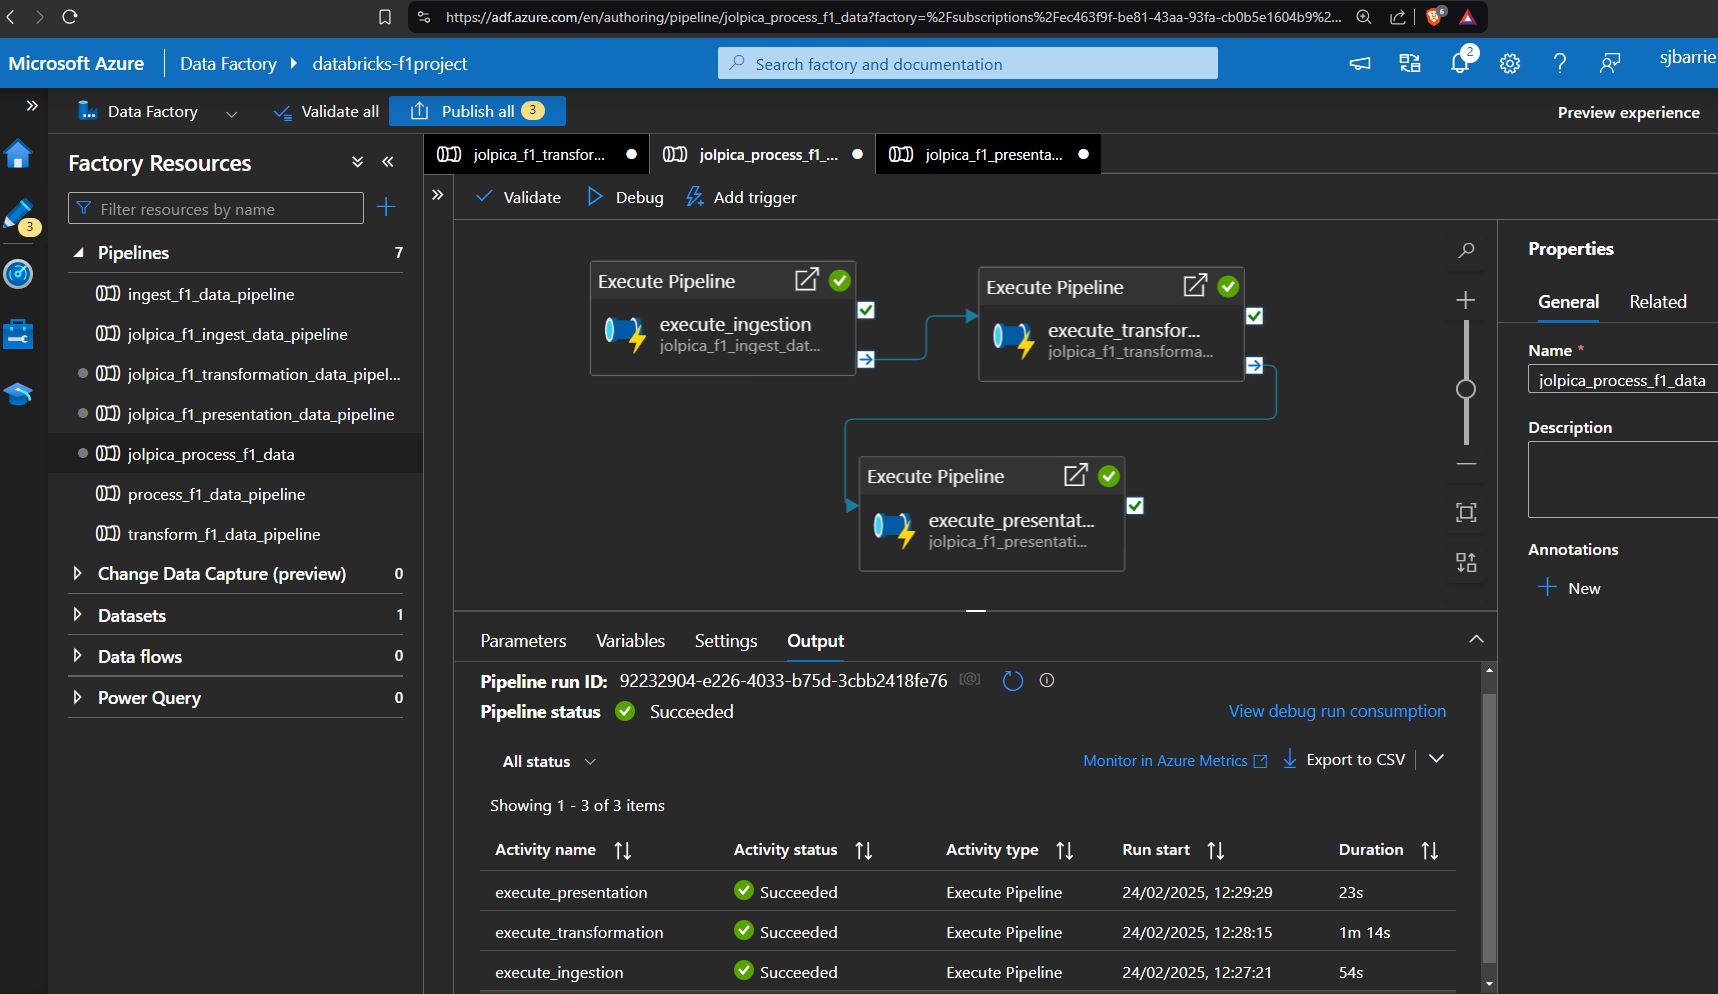 https://adf.azure.com/en/authoring/pipeline/jolpica_process_f1_data?factory=%2Fsubscriptions%2Fec463f9f-be81-43aa-93fa-cb0b5e1604b9%2...
6
Microsoft Azure
Data Factory
databricks-f1project
Search factory and documentation
2
sjbarrie
Data Factory
Validate all
Publish all
3
Preview experience
Factory Resources
jolpica_f1_transfor...
jolpica_process_f1_...
jolpica_f1_presenta...
Validate
Debug
Add trigger
Filter resources by name
3
Pipelines
7
ingest_f1_data_pipeline
jolpica_f1_ingest_data_pipeline
jolpica_f1_transformation_data_pipel...
jolpica_f1_presentation_data_pipeline
jolpica_process_f1_data
process_f1_data_pipeline
transform_f1_data_pipeline
Change Data Capture (preview)
0
Datasets
1
Data flows
0
Power Query
0
Execute Pipeline
execute_ingestion
jolpica_f1_ingest_dat...
Execute Pipeline
execute_transfor...
jolpica_f1_transforma...
Execute Pipeline
execute_presentat...
jolpica_f1_presentati...
Properties
General
Related
Name *
jolpica_process_f1_data
Description
Annotations
New
Parameters
Variables
Settings
Output
Pipeline run ID: 92232904-e226-4033-b75d-3cbb2418fe76
Pipeline status
Succeeded
View debug run consumption
All status
Monitor in Azure Metrics
Export to CSV
Showing 1 - 3 of 3 items
Activity name
Activity status
Activity type
Run start
Duration
execute_presentation
Succeeded
Execute Pipeline
24/02/2025, 12:29:29
23s
execute_transformation
Succeeded
Execute Pipeline
24/02/2025, 12:28:15
1m 14s
execute_ingestion
Succeeded
Execute Pipeline
24/02/2025, 12:27:21
54s